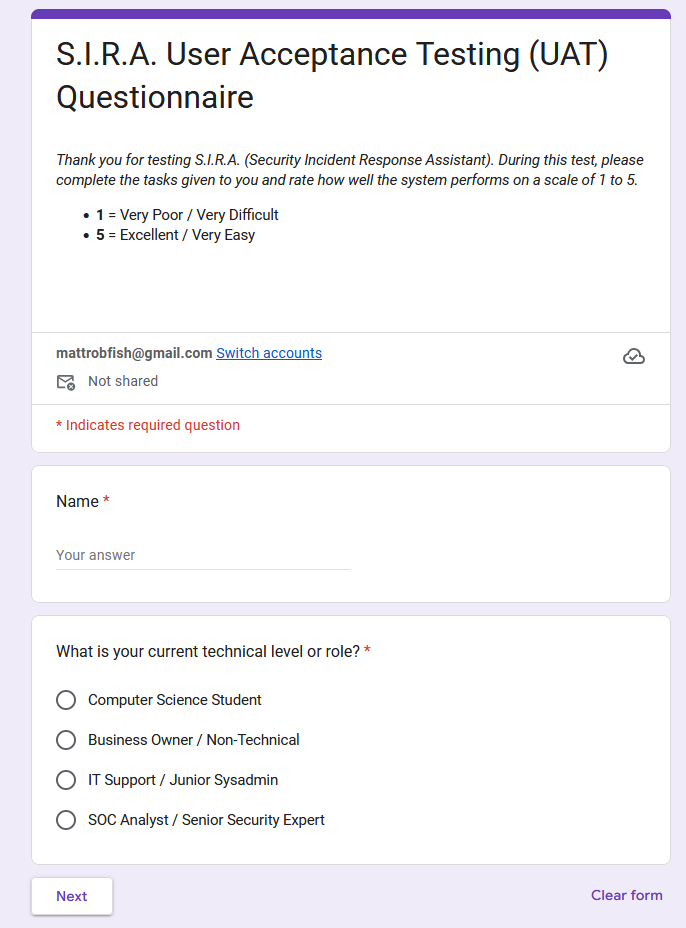 S.I.R.A. User Acceptance Testing (UAT)
Questionnaire
Thank you for testing S.I.R.A. (Security Incident Response Assistant). During this test, please
complete the tasks given to you and rate how well the system performs on a scale of 1 to 5.
• 1 = Very Poor / Very Difficult
• 5 = Excellent / Very Easy
mattrobfish@gmail.com Switch accounts
Not shared
* Indicates required question
Name *
Your answer
What is your current technical level or role? *
Computer Science Student
Business Owner / Non-Technical
IT Support / Junior Sysadmin
SOC Analyst / Senior Security Expert
Next
Clear form